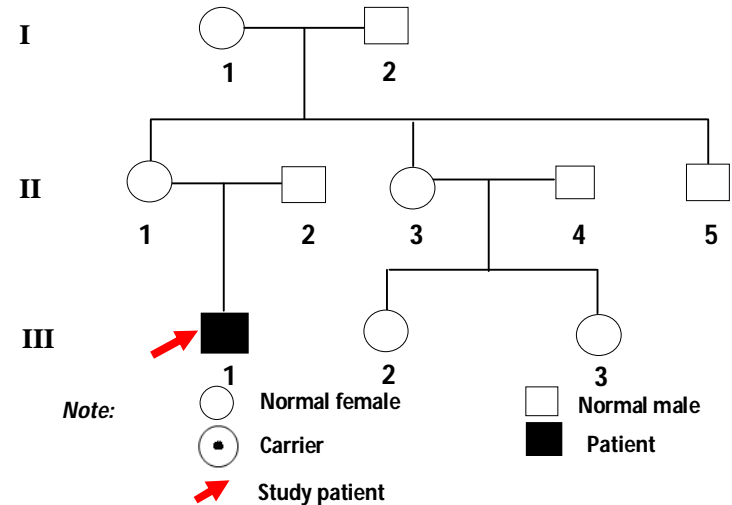 I
1 2
II
1 2 3 4 5
III
1 2 3
Note: Normal female Normal male
Carrier Patient
Study patient